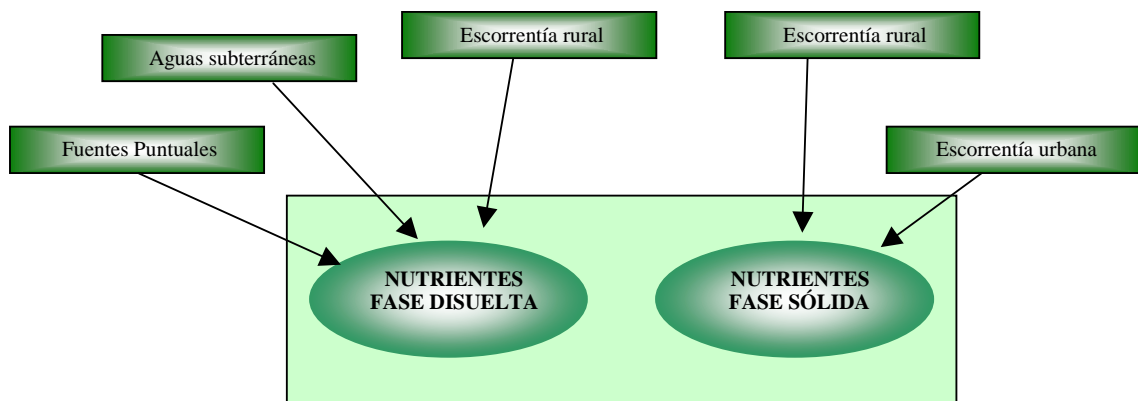 Escorrentía rural
Escorrentía rural
Aguas subterráneas
Fuentes Puntuales
Escorrentía urbana
NUTRIENTES
FASE DISUELTA
NUTRIENTES
FASE SÓLIDA